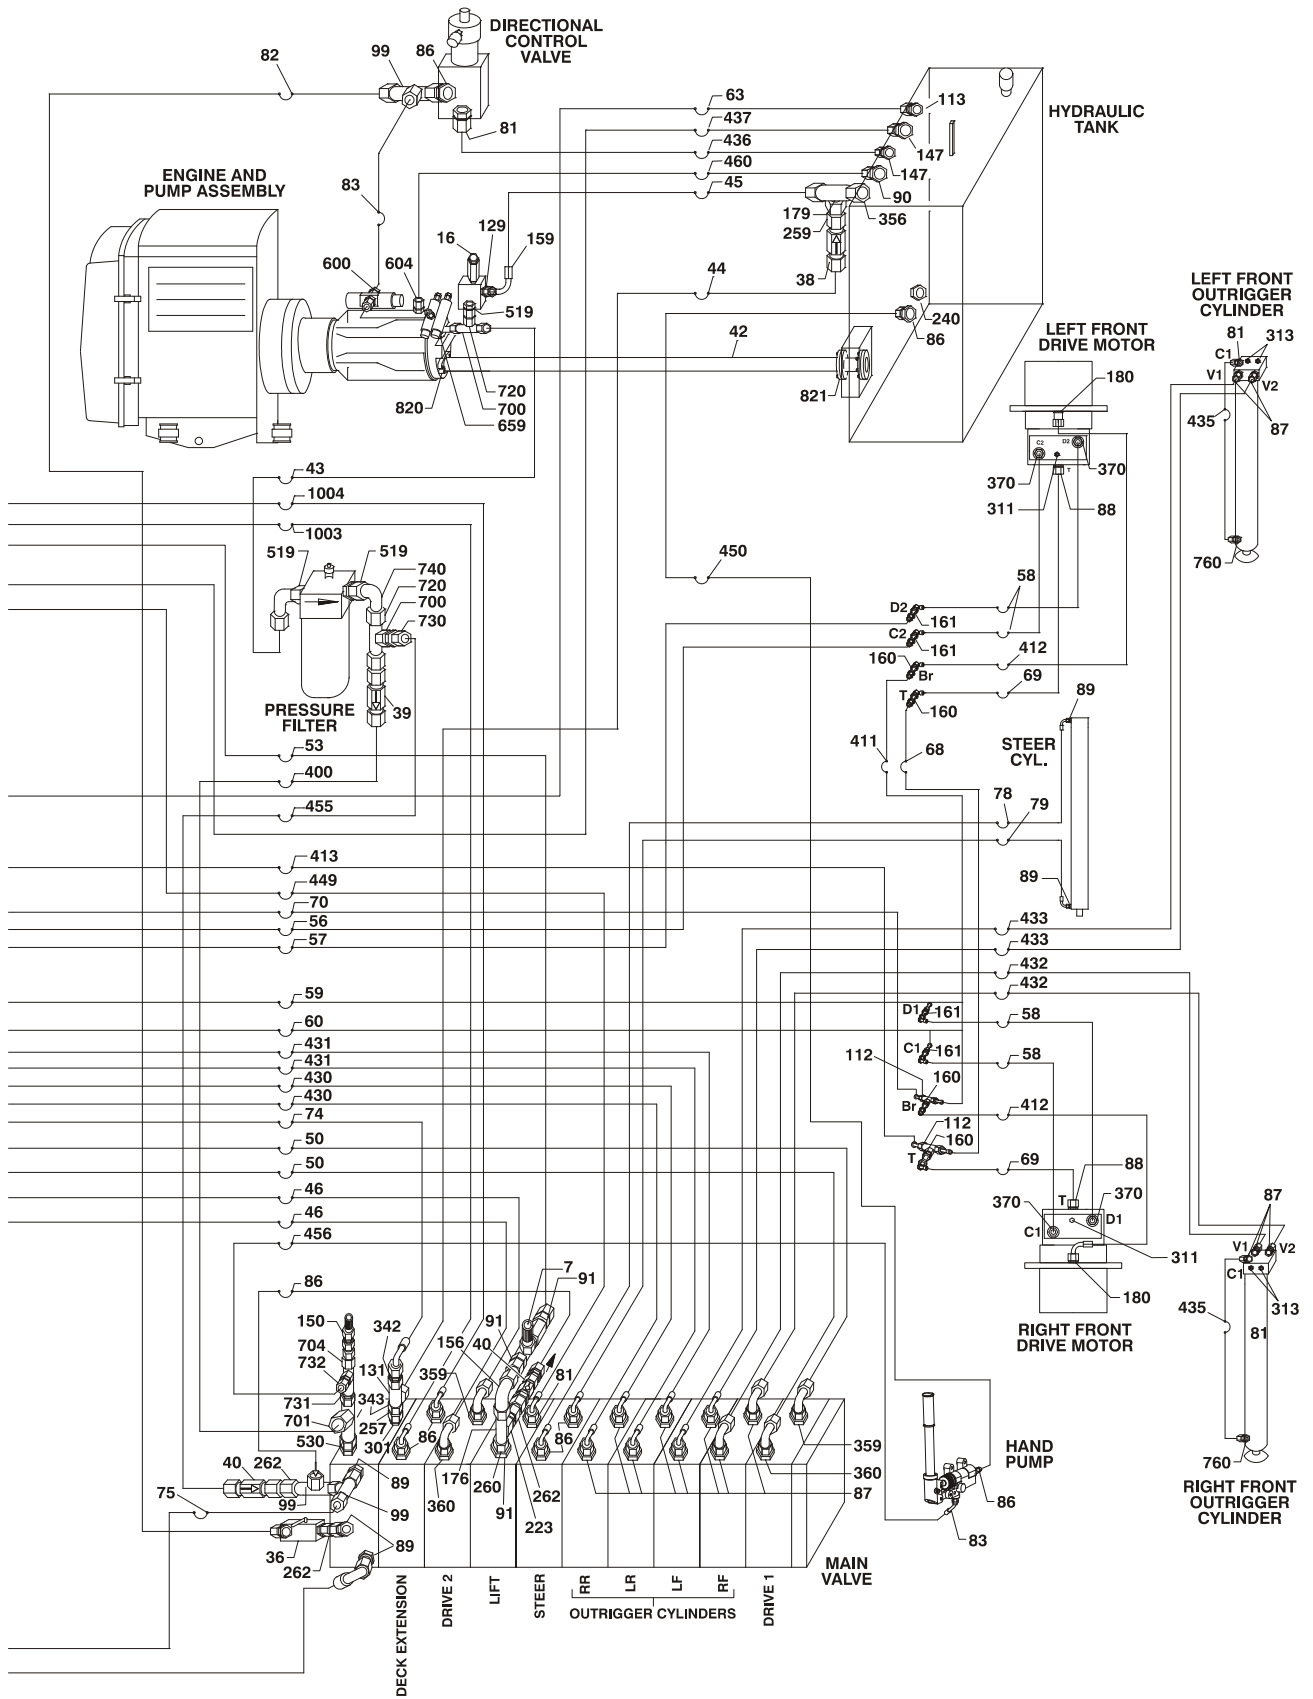 DIRECTIONAL
CONTROL
VALVE
82
99
86
81
63
113
437
147
436
147
460
90
45
356
HYDRAULIC
TANK
ENGINE AND
PUMP ASSEMBLY
83
16
129
159
179
259
38
600
604
519
44
240
86
42
821
720
700
659
820
LEFT FRONT
OUTRIGGER
CYLINDER
81
313
C1
V1
V2
87
435
760
LEFT FRONT
DRIVE MOTOR
180
C2
D2
370
370
311
T
88
43
1004
1003
519
519
740
720
700
730
39
PRESSURE
FILTER
450
58
D2
161
C2
161
412
160
Br
69
T
160
89
STEER
CYL.
411
68
78
79
89
53
400
455
413
449
70
56
57
433
433
432
432
59
60
431
431
430
430
74
50
50
46
46
456
86
D1
161
58
C1
161
58
112
160
Br
412
112
160
T
69
88
T
370
370
C1
D1
311
180
RIGHT FRONT
DRIVE MOTOR
87
V1
V2
C1
313
435
81
760
RIGHT FRONT
OUTRIGGER
CYLINDER
7
91
150
342
91
156
40
704
732
131
359
81
731
343
701
257
530
301
86
86
359
40
262
89
176
360
260
262
360
75
99
99
91
223
87
36
262
89
HAND
PUMP
86
83
MAIN
VALVE
DECK EXTENSION
DRIVE 2
LIFT
STEER
RR
LR
LF
RF
DRIVE 1
OUTRIGGER CYLINDERS